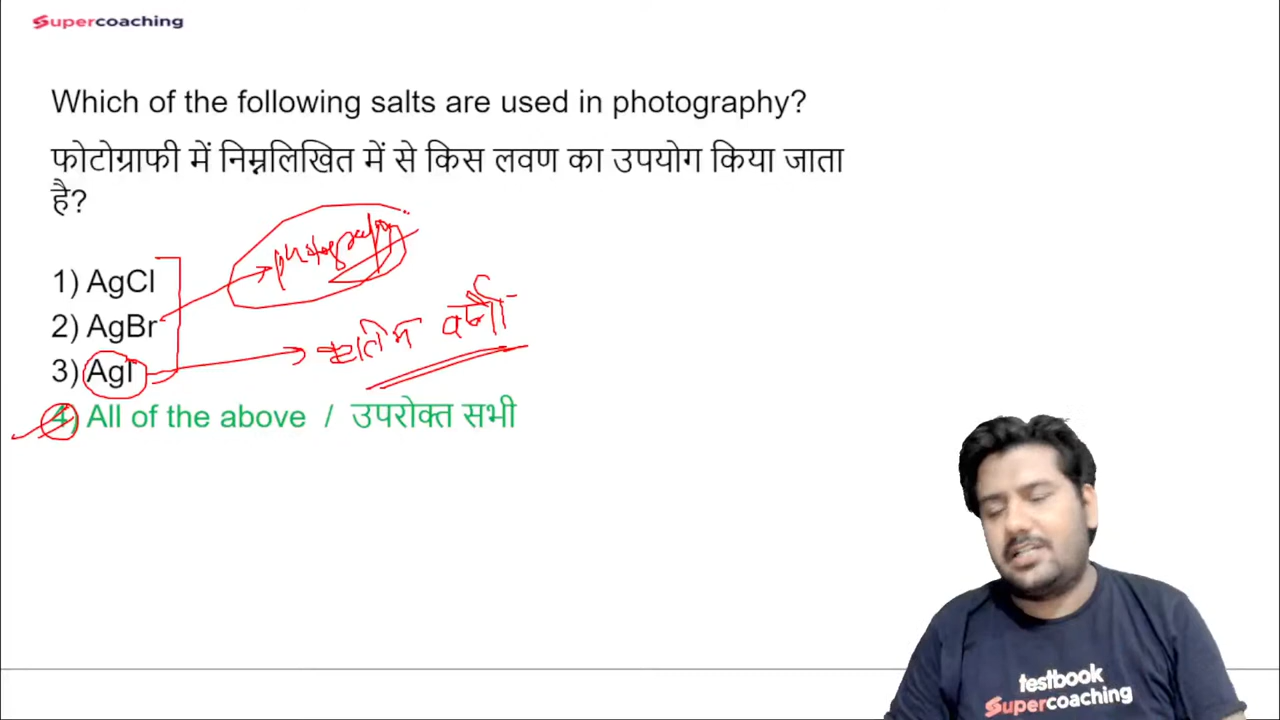 Supercoaching
Which of the following salts are used in photography?
फोटोग्राफी में निम्नलिखित में से किस लवण का उपयोग किया जाता
है?
photography
1) AgCl
2) AgBr
3) AgI
4) All of the above / उपरोक्त सभी
testbook
Supercoaching